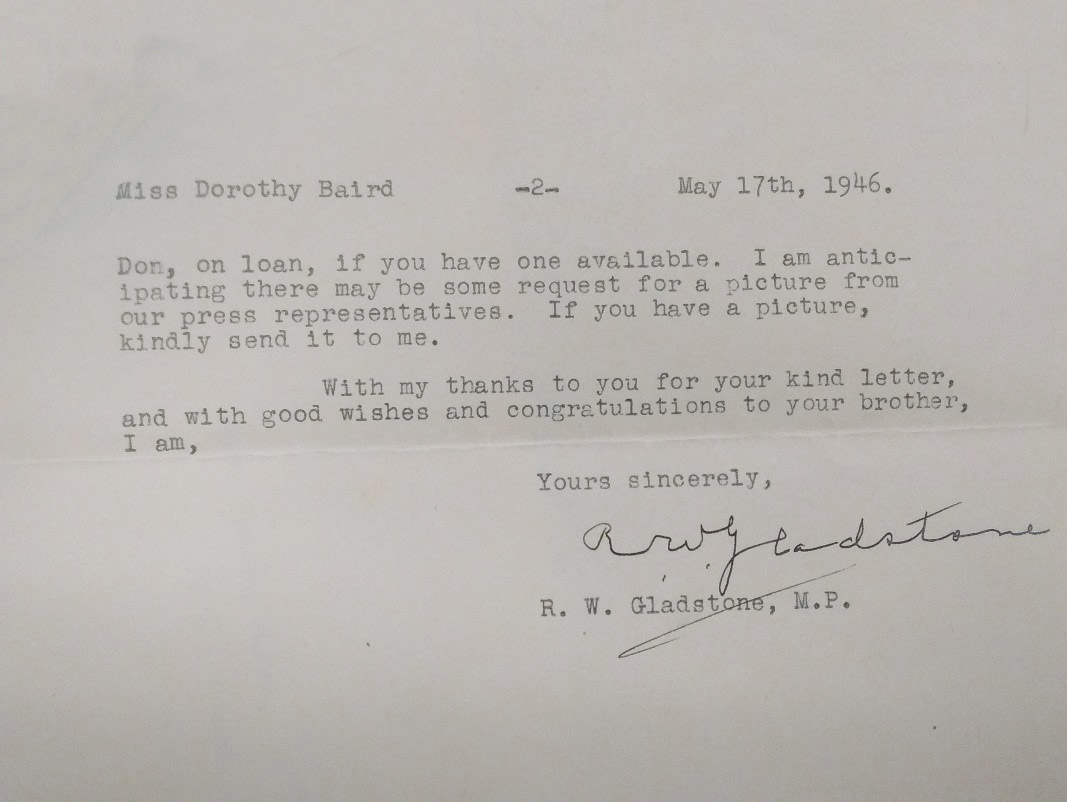 Miss Dorothy Baird -2- May 17th, 1946.
Don, on loan, if you have one available. I am antic-
ipating there may be some request for a picture from
our press representatives. If you have a picture,
kindly send it to me.
With my thanks to you for your kind letter,
and with good wishes and congratulations to your brother,
I am,
Yours sincerely,
R W Gladstone
R. W. Gladstone, M.P.